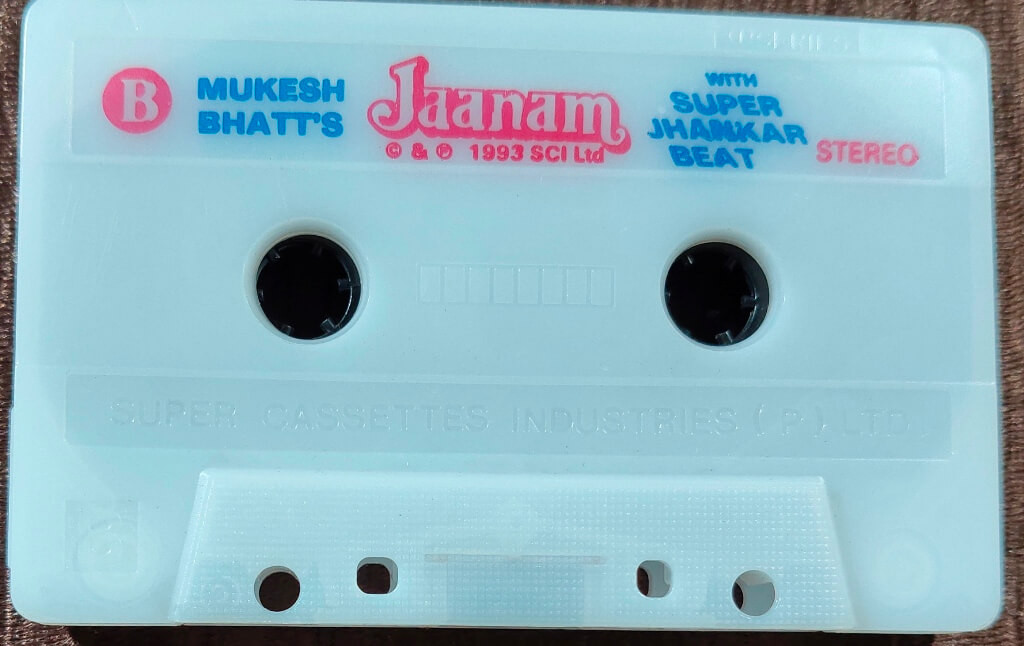 B
MUKESH
BHATT'S
Jaanam
© & ℗ 1993 SCI Ltd
WITH
SUPER
JHANKAR
BEAT
STEREO
SUPER CASSETTES INDUSTRIES (P) LTD.